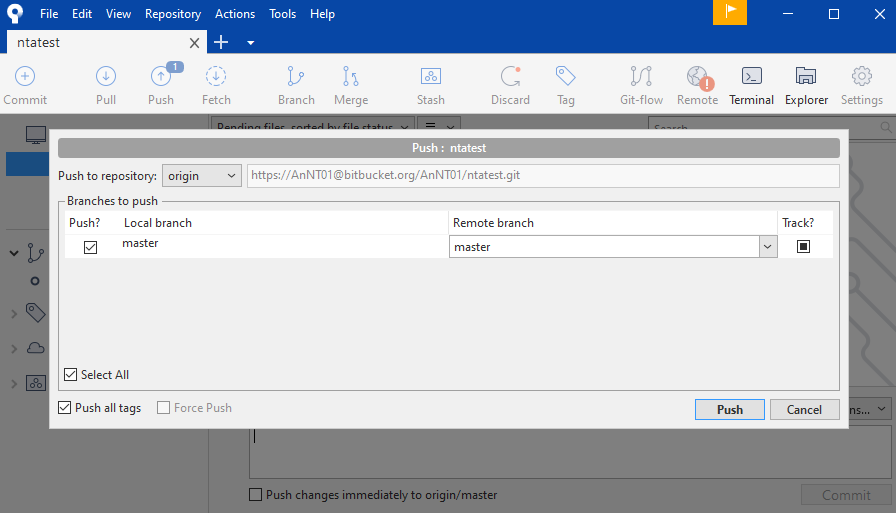 File Edit View Repository Actions Tools Help
ntatest
1
Commit Pull Push Fetch Branch Merge Stash Discard Tag Git-flow Remote Terminal Explorer Settings
Pending files, sorted by file status
Search
Push : ntatest
Push to repository: origin https://AnNT01@bitbucket.org/AnNT01/ntatest.git
Branches to push
Push? Local branch Remote branch Track?
master master
Select All
Push all tags Force Push Push Cancel
ns...
Push changes immediately to origin/master
Commit